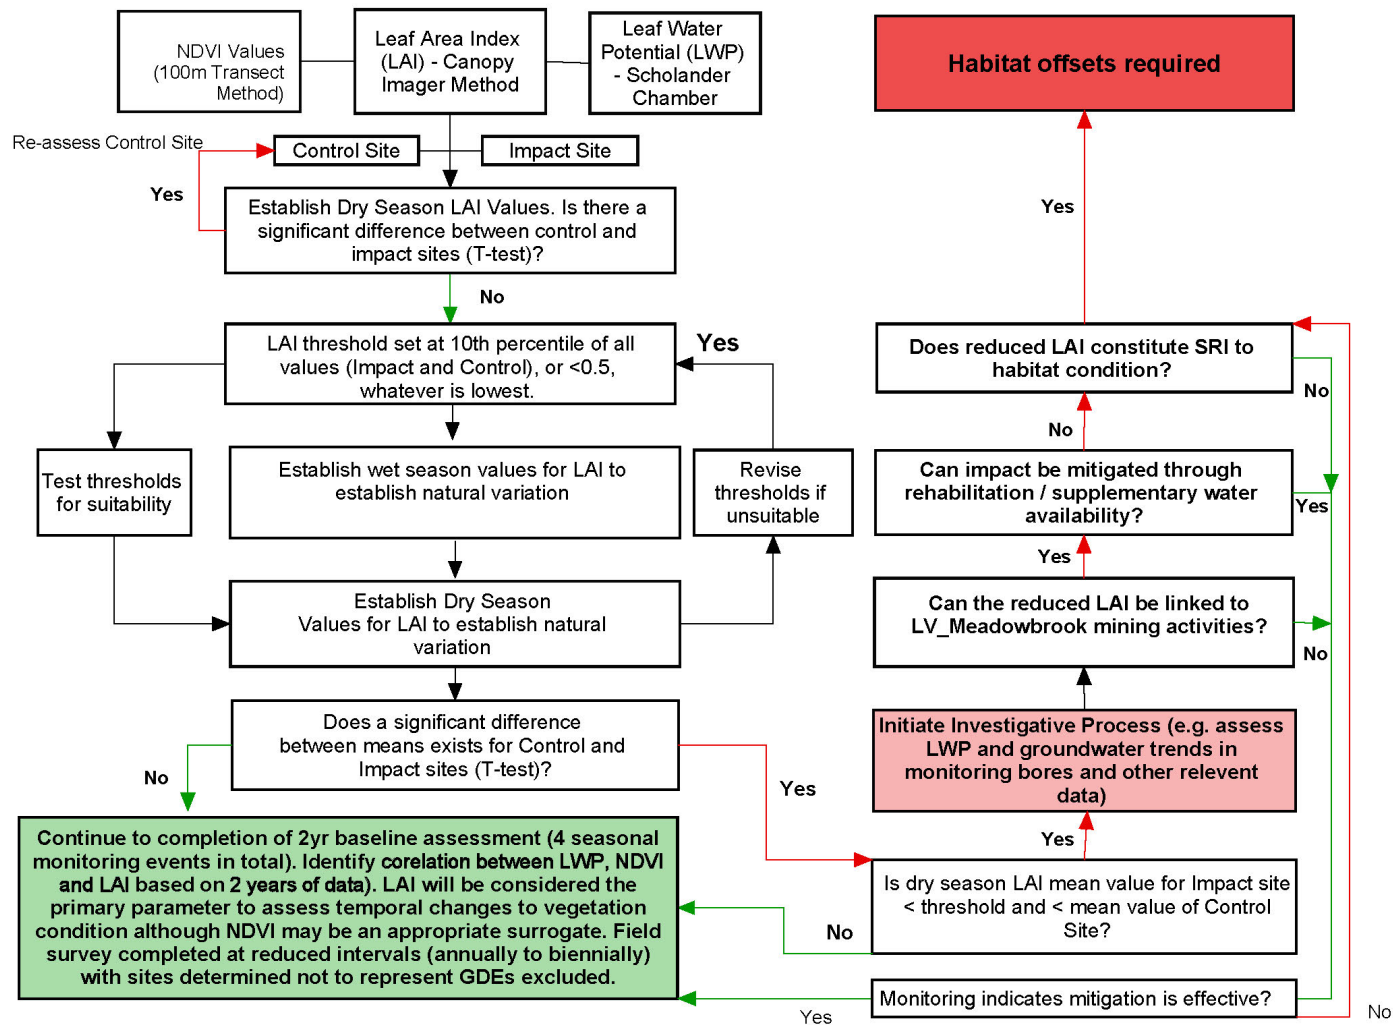 NDVI Values
(100m Transect
Method)
Leaf Area Index
(LAI) - Canopy
Imager Method
Leaf Water
Potential (LWP)
- Scholander
Chamber
Habitat offsets required
Re-assess Control Site
Control Site
Impact Site
Yes
Establish Dry Season LAI Values. Is there a
significant difference between control and
impact sites (T-test)?
No
Yes
LAI threshold set at 10th percentile of all
values (Impact and Control), or <0.5,
whatever is lowest.
Yes
Does reduced LAI constitute SRI to
habitat condition?
No
No
Test thresholds
for suitability
Establish wet season values for LAI to
establish natural variation
Revise
thresholds if
unsuitable
Can impact be mitigated through
rehabilitation / supplementary water
availability?
Yes
Yes
Establish Dry Season
Values for LAI to establish natural
variation
Can the reduced LAI be linked to
LV_Meadowbrook mining activities?
No
Does a significant difference
between means exists for Control and
Impact sites (T-test)?
No
Yes
Initiate Investigative Process (e.g. assess
LWP and groundwater trends in
monitoring bores and other relevent
data)
Yes
Continue to completion of 2yr baseline assessment (4 seasonal
monitoring events in total). Identify corelation between LWP, NDVI
and LAI based on 2 years of data). LAI will be considered the
primary parameter to assess temporal changes to vegetation
condition although NDVI may be an appropriate surrogate. Field
survey completed at reduced intervals (annually to biennially)
with sites determined not to represent GDEs excluded.
Is dry season LAI mean value for Impact site
< threshold and < mean value of Control
Site?
No
Monitoring indicates mitigation is effective?
Yes
No